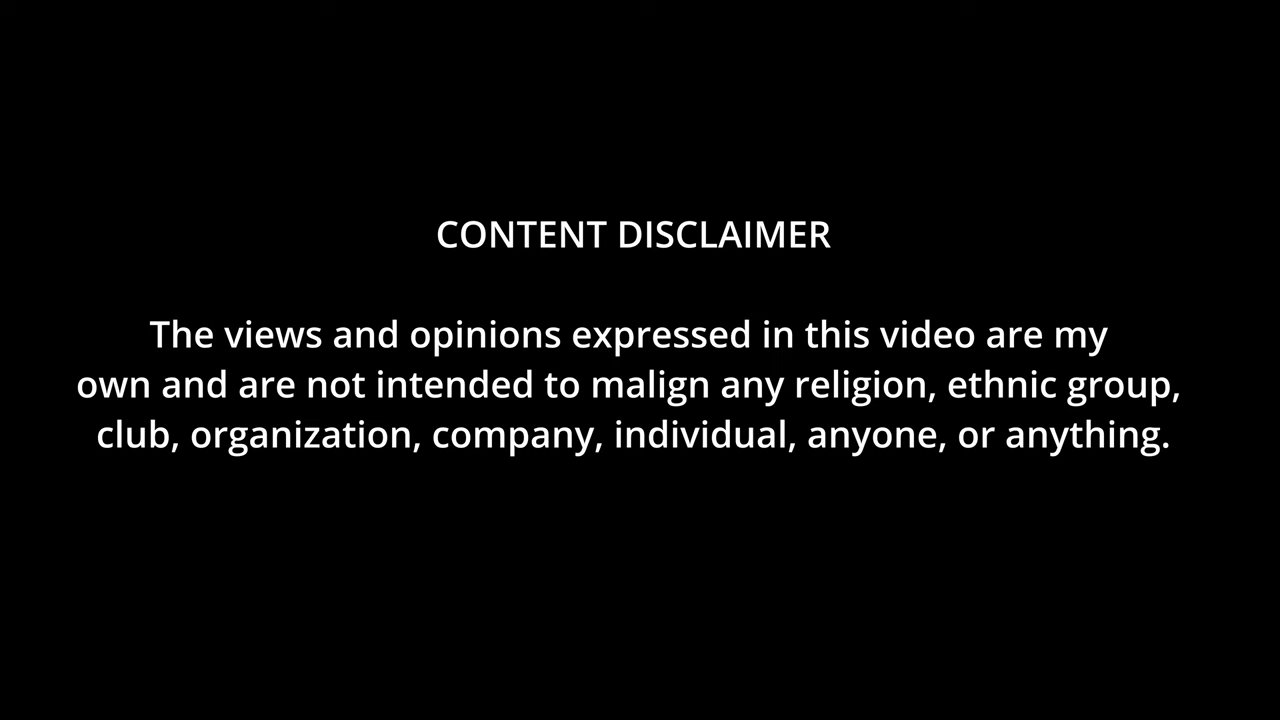 CONTENT DISCLAIMER
The views and opinions expressed in this video are my
own and are not intended to malign any religion, ethnic group,
club, organization, company, individual, anyone, or anything.